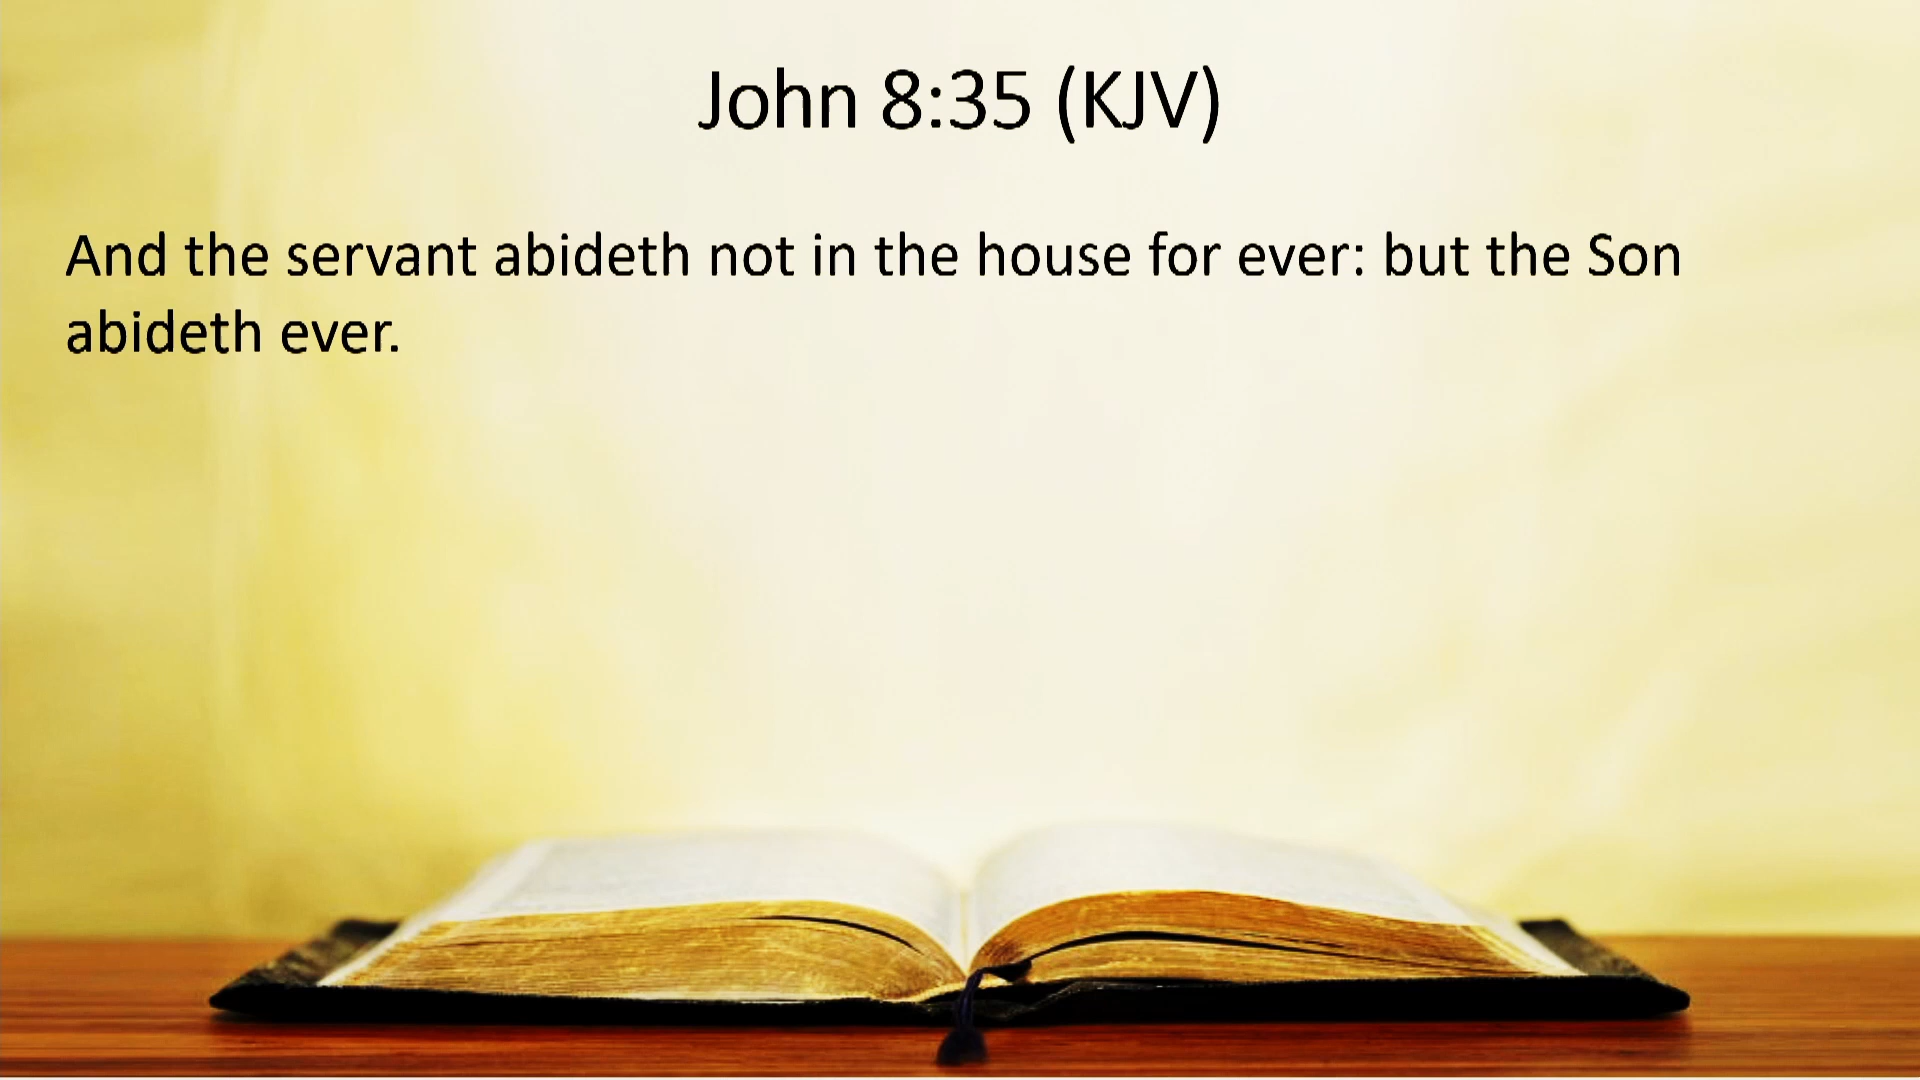 John 8:35 (KJV)
And the servant abideth not in the house for ever: but the Son
abideth ever.